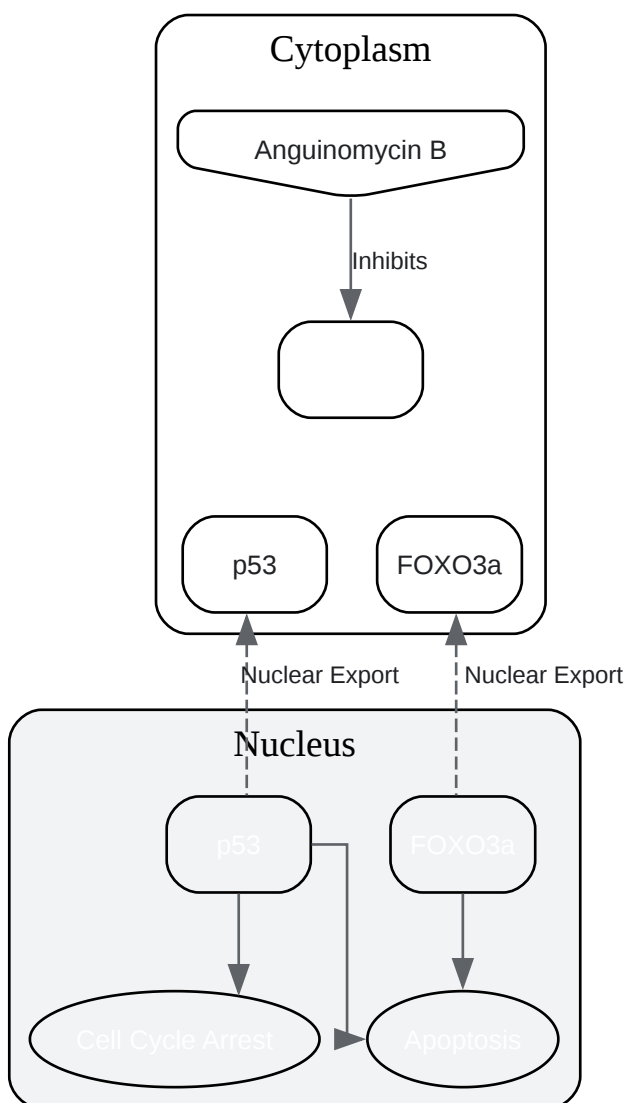 Cytoplasm
Anguinomycin B
Inhibits
p53
FOXO3a
Nuclear Export
Nuclear Export
Nucleus
p53
FOXO3a
Cell Cycle Arrest
Apoptosis